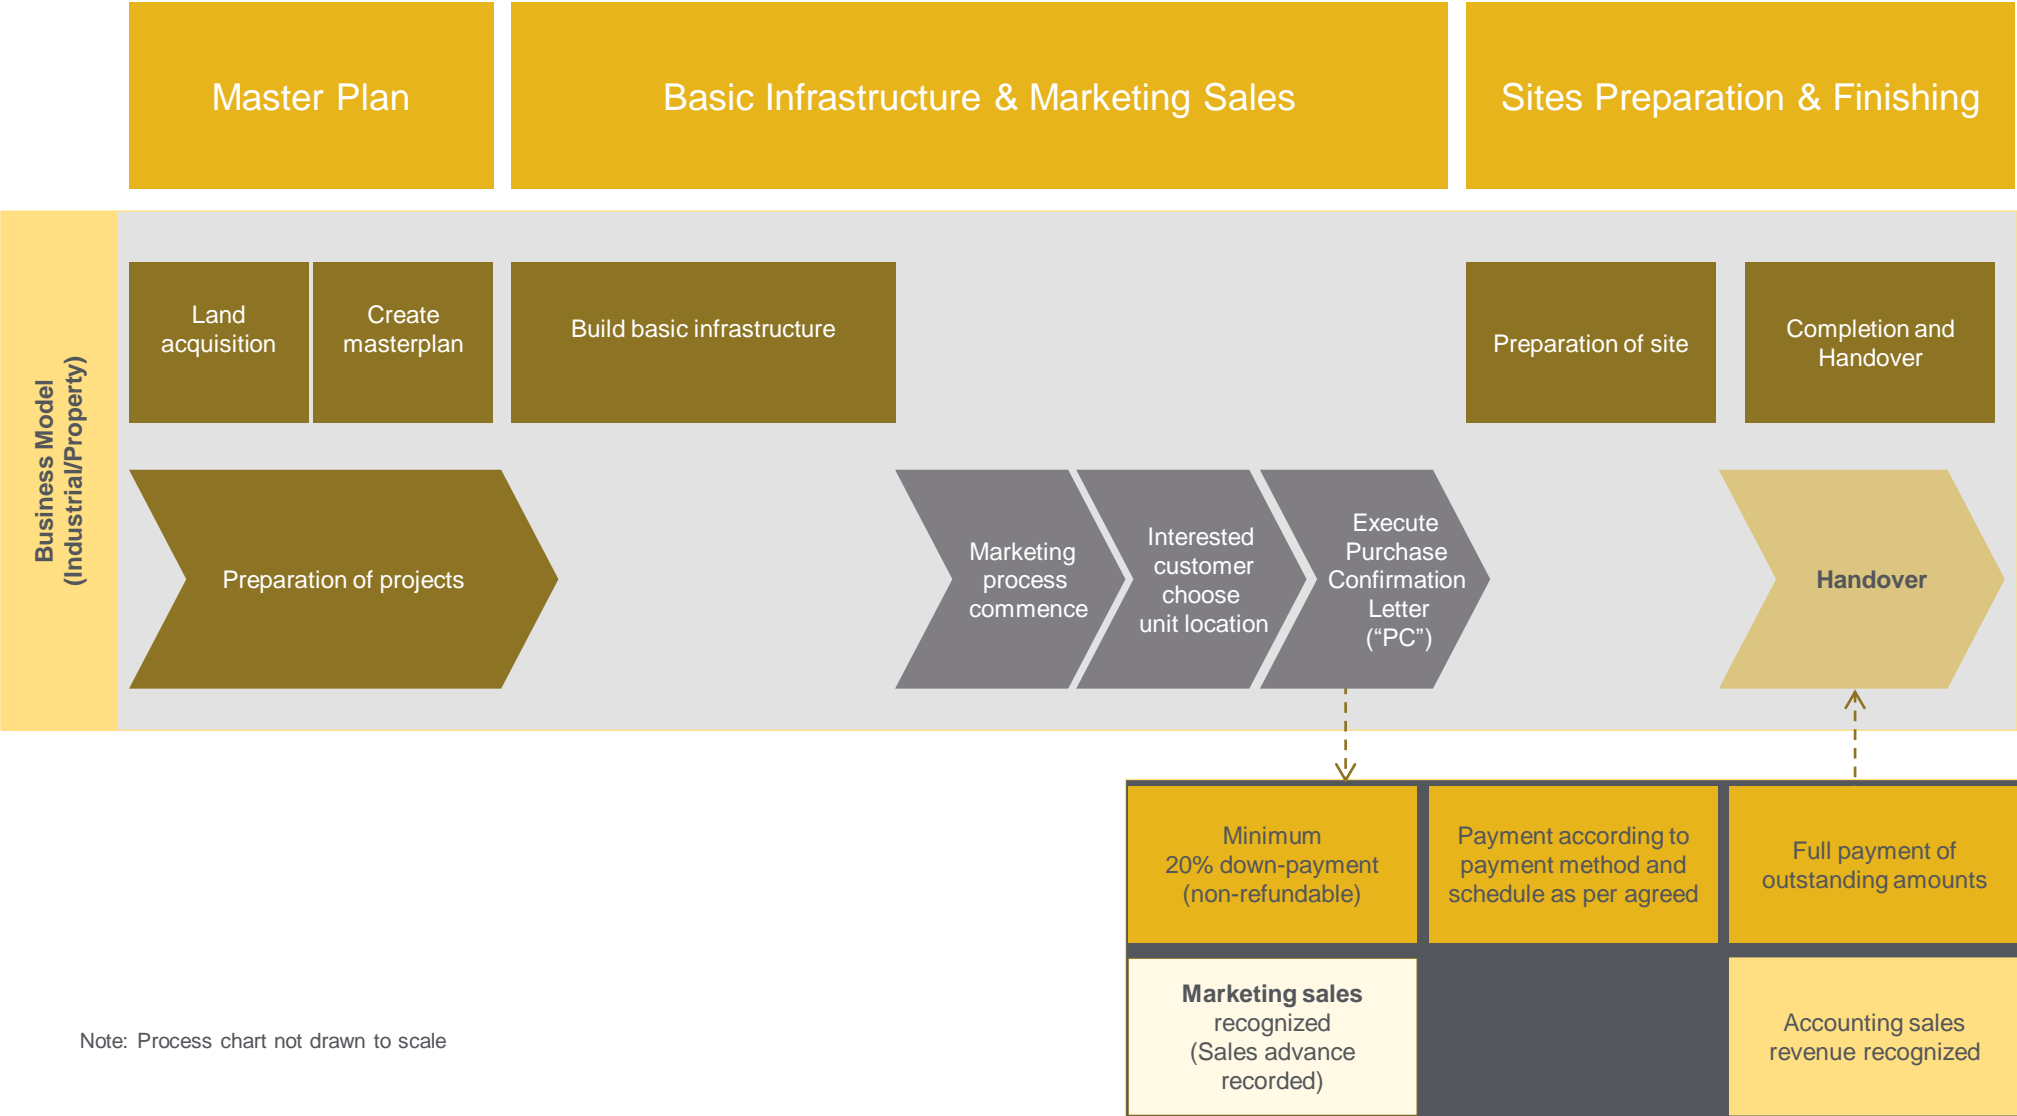 Master Plan
Basic Infrastructure & Marketing Sales
Sites Preparation & Finishing
Business Model
(Industrial/Property)
Land
acquisition
Create
masterplan
Build basic infrastructure
Preparation of site
Completion and
Handover
Preparation of projects
Marketing
process
commence
Interested
customer
choose
unit location
Execute
Purchase
Confirmation
Letter
(“PC”)
Handover
Minimum
20% down-payment
(non-refundable)
Payment according to
payment method and
schedule as per agreed
Full payment of
outstanding amounts
Marketing sales
recognized
(Sales advance
recorded)
Accounting sales
revenue recognized
Note: Process chart not drawn to scale